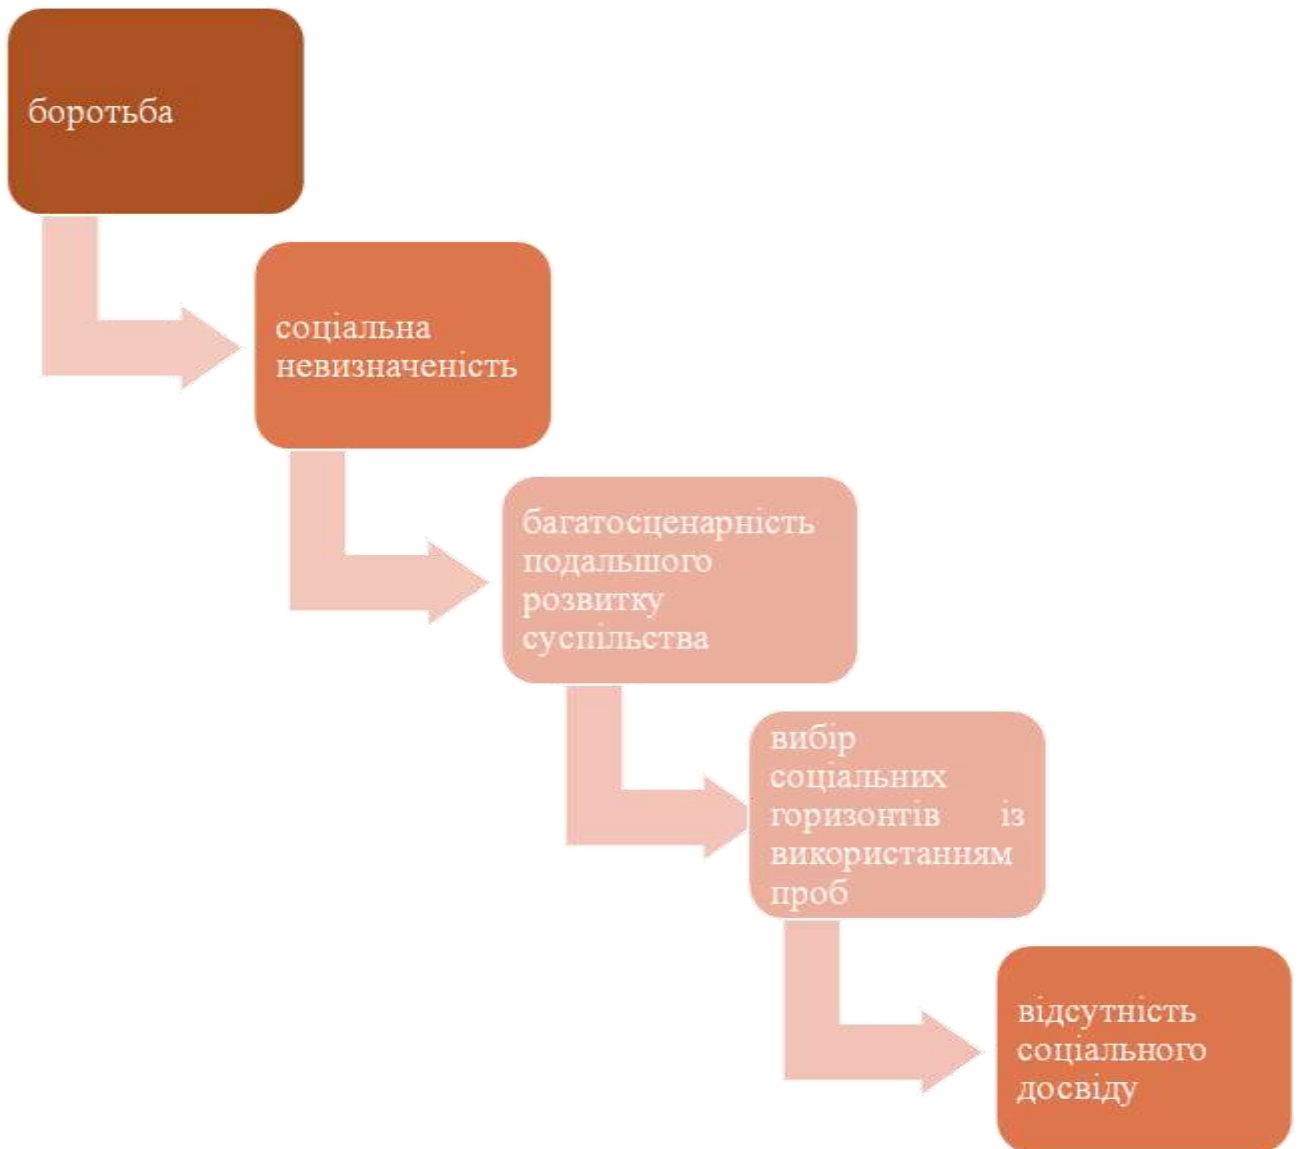 боротьба
соціальна
невизначеність
багатосценарність
подальшого
розвитку
суспільства
вибір
соціальних
горизонтів із
використанням
проб
відсутність
соціального
досвіду